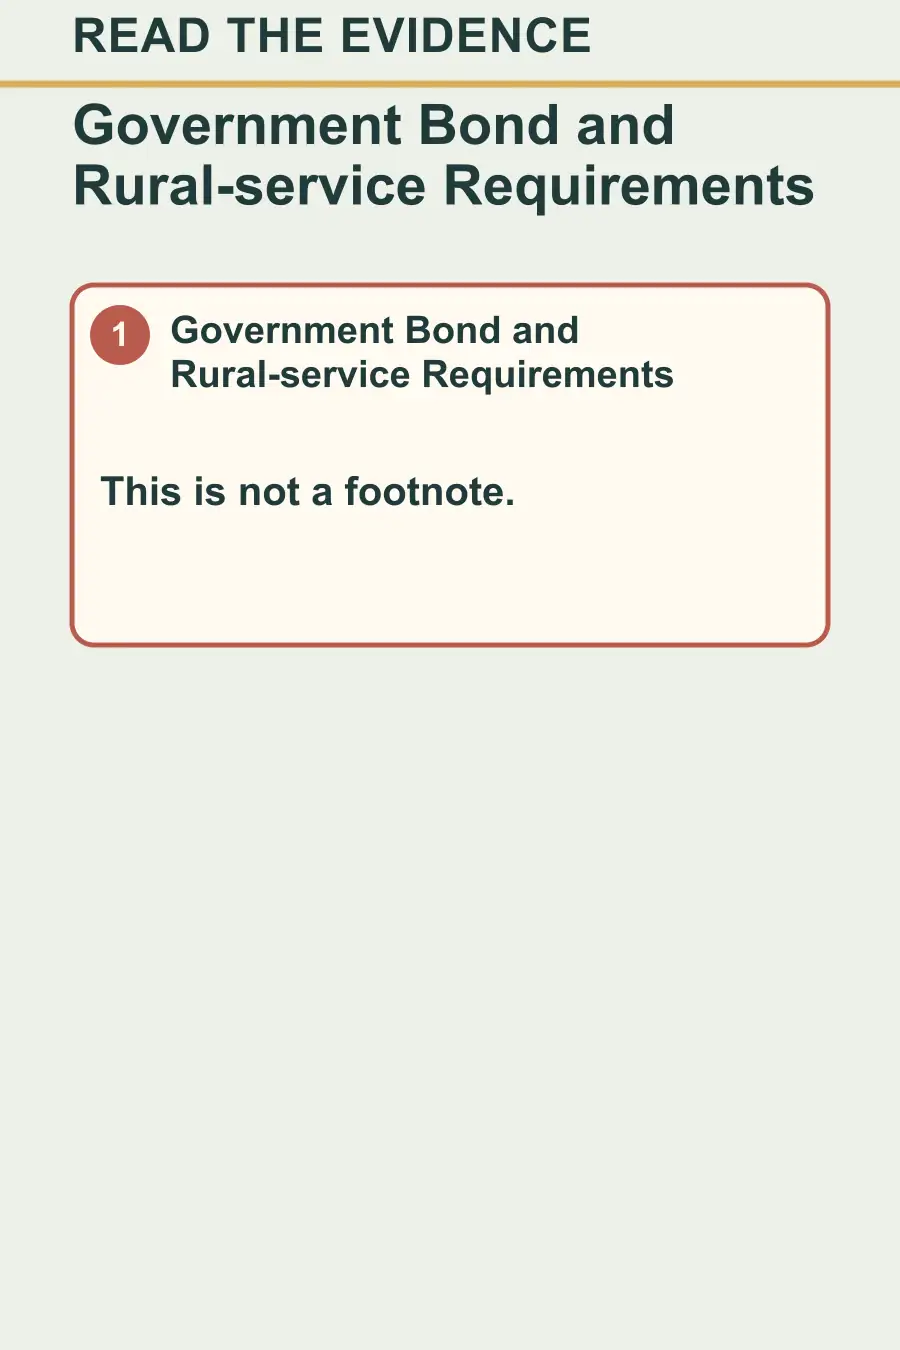 READ THE EVIDENCE
Government Bond and
Rural-service Requirements
1
Government Bond and
Rural-service Requirements
This is not a footnote.